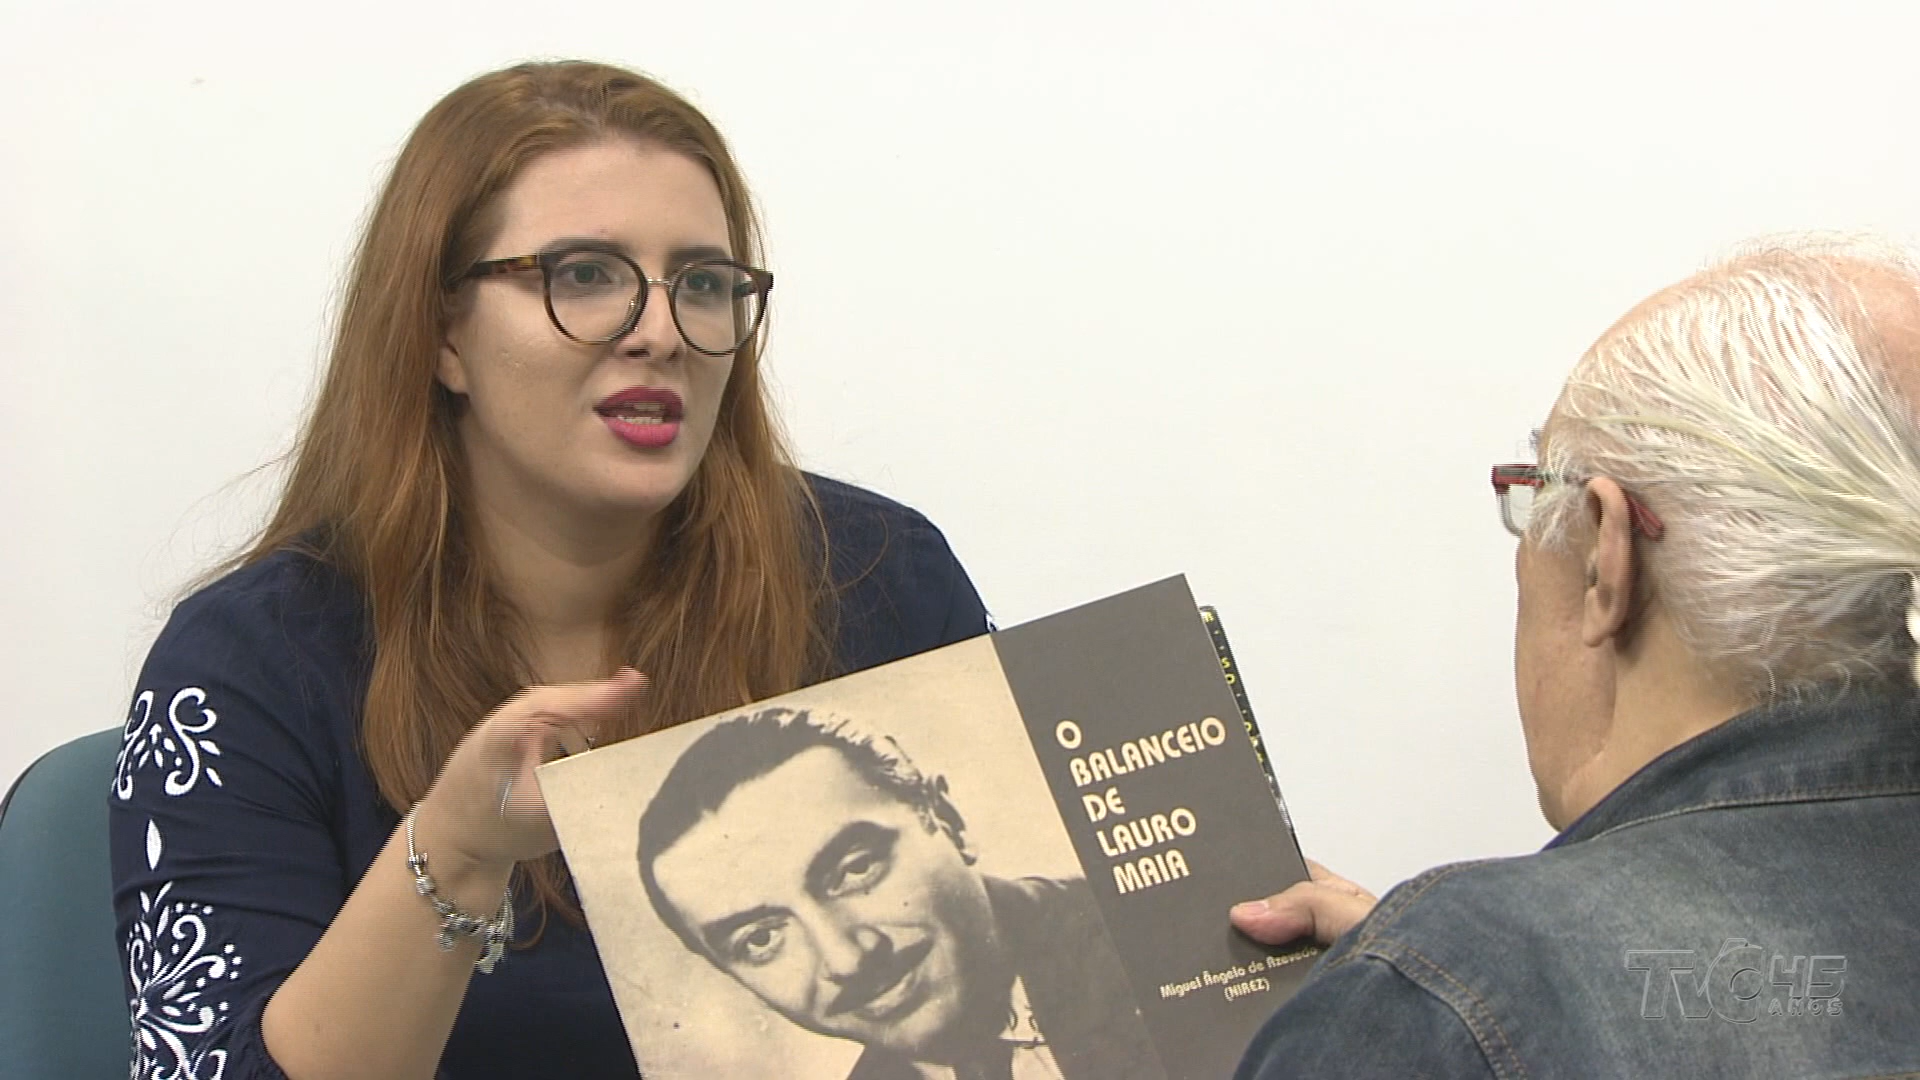 O
BALANCEIO
DE
LAURO
MAIA
Miguel Ângelo de Azevedo
(NIREZ)
TVC 45
ANOS